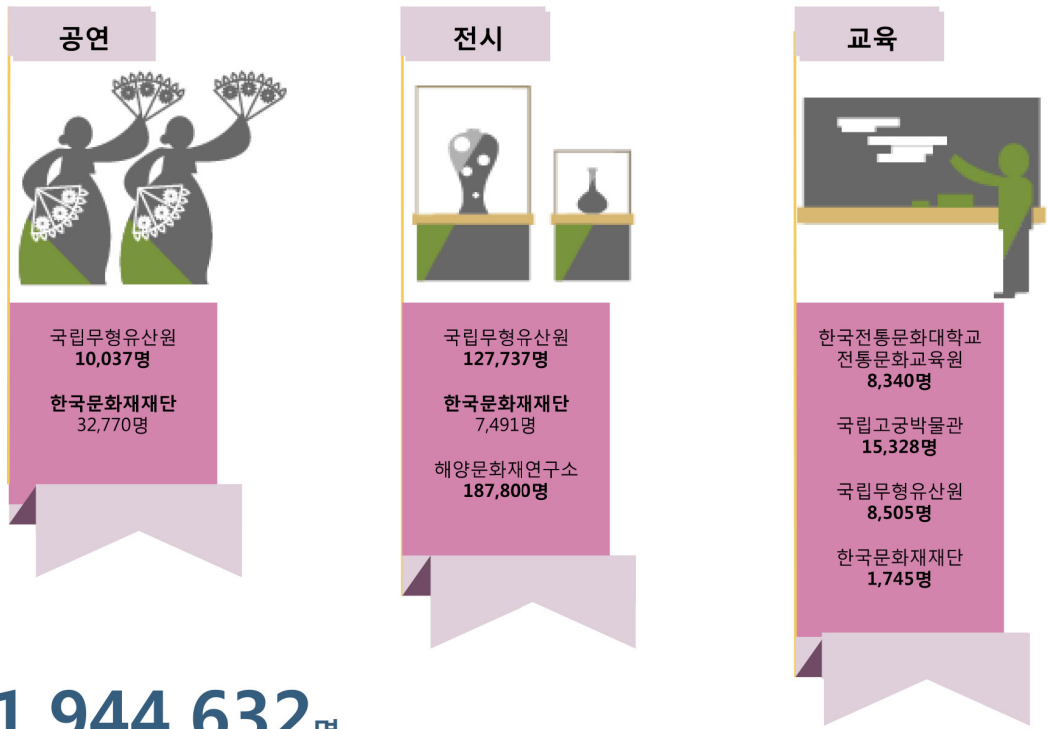 공연
국립무형유산원
10,037명
한국문화재재단
32,770명
전시
국립무형유산원
127,737명
한국문화재재단
7,491명
해양문화재연구소
187,800명
교육
한국전통문화대학교
전통문화교육원
8,340명
국립고궁박물관
15,328명
국립무형유산원
8,505명
한국문화재재단
1,745명
1,944,632명